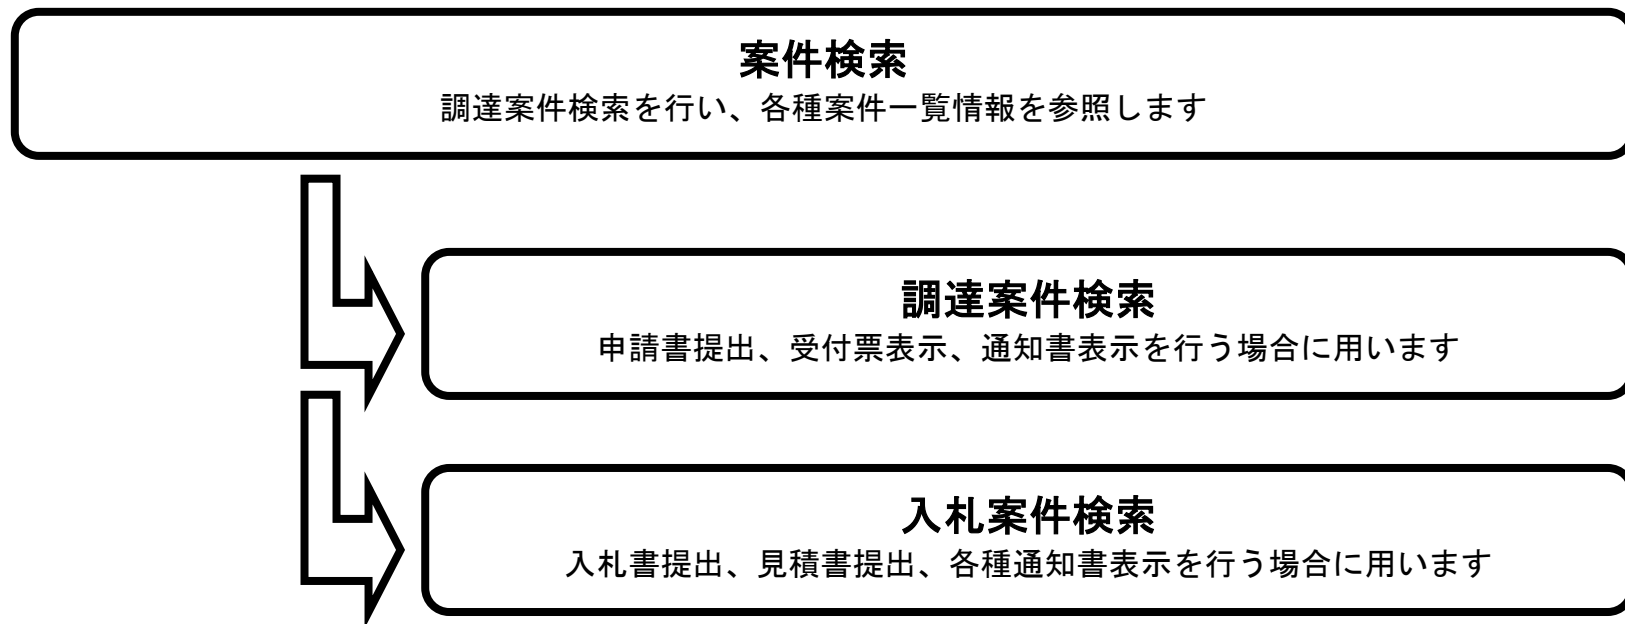 案件検索
調達案件検索を行い、各種案件一覧情報を参照します
調達案件検索
申請書提出、受付票表示、通知書表示を行う場合に用います
入札案件検索
入札書提出、見積書提出、各種通知書表示を行う場合に用います